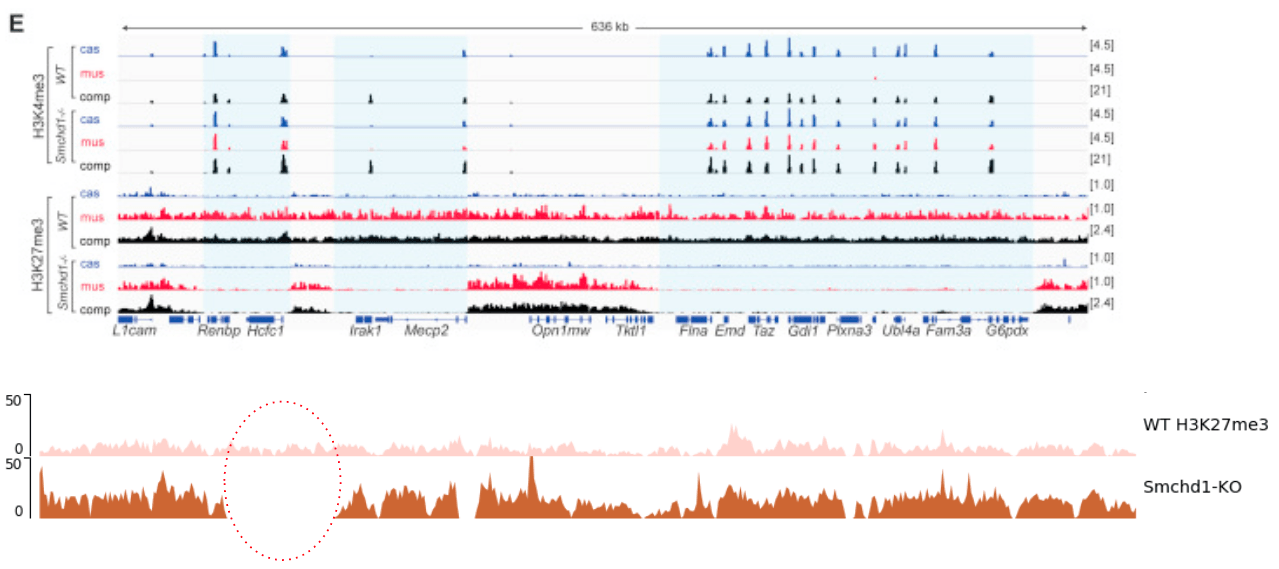 E
636 kb
H3K4me3
WT
cas [4.5]
mus [4.5]
comp [21]
Smchd1-/-
cas [4.5]
mus [4.5]
comp [21]
H3K27me3
WT
cas [1.0]
mus [1.0]
comp [2.4]
Smchd1-/-
cas [1.0]
mus [1.0]
comp [2.4]
L1cam Renbp Hcfc1 Irak1 Mecp2 Opn1mw Tktl1 Flna Emd Taz Gdi1 Plxna3 Ubl4a Fam3a G6pdx
50
0
WT H3K27me3
50
0
Smchd1-KO